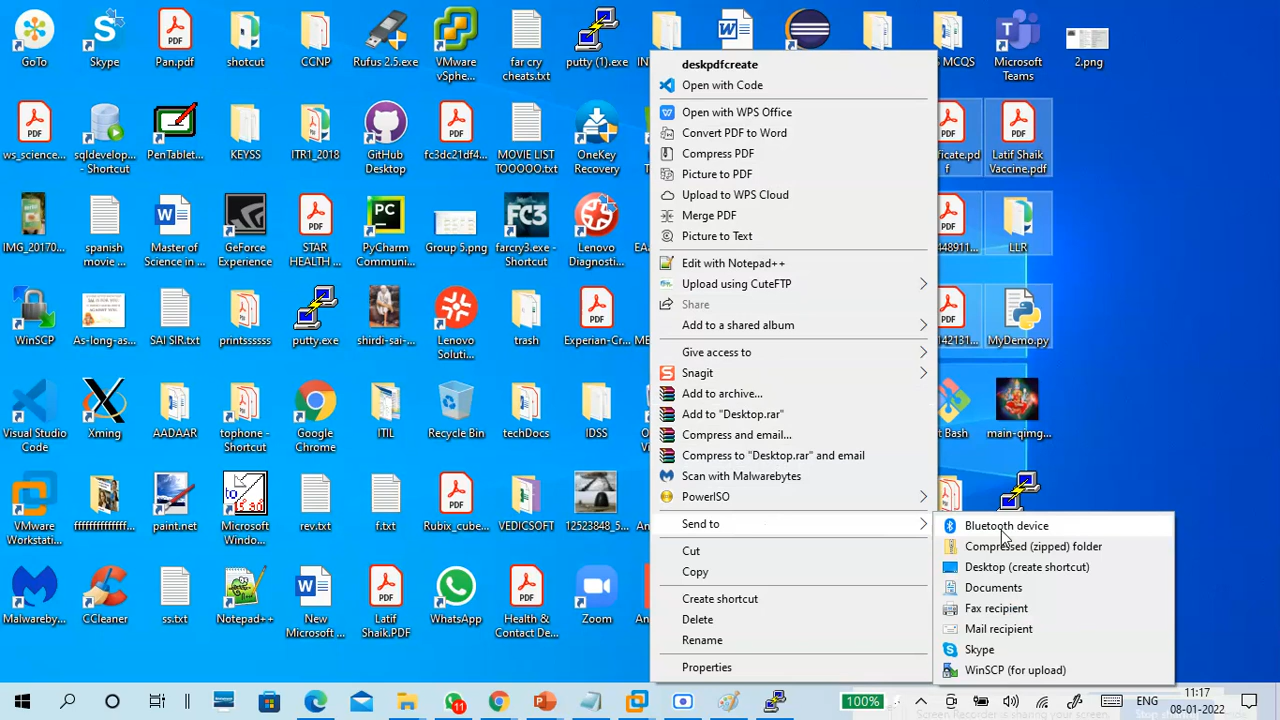 GoTo
Skype
Pan.pdf
shotcut
CCNP
Rufus 2.5.exe
VMware
vSphe...
far cry
cheats.txt
putty (1).exe
MCQS
Microsoft
Teams
2.png
ws_science...
sqldevelop...
- Shortcut
PenTablet...
KEYSS
ITR1_2018
GitHub
Desktop
fc3dc21df4...
MOVIE LIST
TOOOOO.txt
OneKey
Recovery
ificate.pd
f
Latif Shaik
Vaccine.pdf
IMG_20170...
spanish
movie ...
Master of
Science in ...
GeForce
Experience
STAR
HEALTH ...
PyCharm
Communi...
Group 5.png
farcry3.exe -
Shortcut
Lenovo
Diagnosti...
LLR
WinSCP
As-long-as...
SAI SIR.txt
printssssss
putty.exe
shirdi-sai-...
Lenovo
Soluti...
trash
Experian-Cr...
MyDemo.py
Visual Studio
Code
Xming
AADAAR
tophone -
Shortcut
Google
Chrome
ITIL
Recycle Bin
techDocs
IDSS
Bash
main-qimg...
VMware
Workstati...
ffffffffffffff...
paint.net
Microsoft
Windo...
rev.txt
f.txt
Rubix_cube...
VEDICSOFT
12523848_5...
Malwareby...
CCleaner
ss.txt
Notepad++
New
Microsoft ...
Latif
Shaik.PDF
WhatsApp
Health &
Contact De...
Zoom
deskpdfcreate
Open with Code
Open with WPS Office
Convert PDF to Word
Compress PDF
Picture to PDF
Upload to WPS Cloud
Merge PDF
Picture to Text
Edit with Notepad++
Upload using CuteFTP
Share
Add to a shared album
Give access to
Snagit
Add to archive...
Add to "Desktop.rar"
Compress and email...
Compress to "Desktop.rar" and email
Scan with Malwarebytes
PowerISO
Send to
Cut
Copy
Create shortcut
Delete
Rename
Properties
Bluetooth device
Compressed (zipped) folder
Desktop (create shortcut)
Documents
Fax recipient
Mail recipient
Skype
WinSCP (for upload)
100%
ENG
11:17
08-01-2022